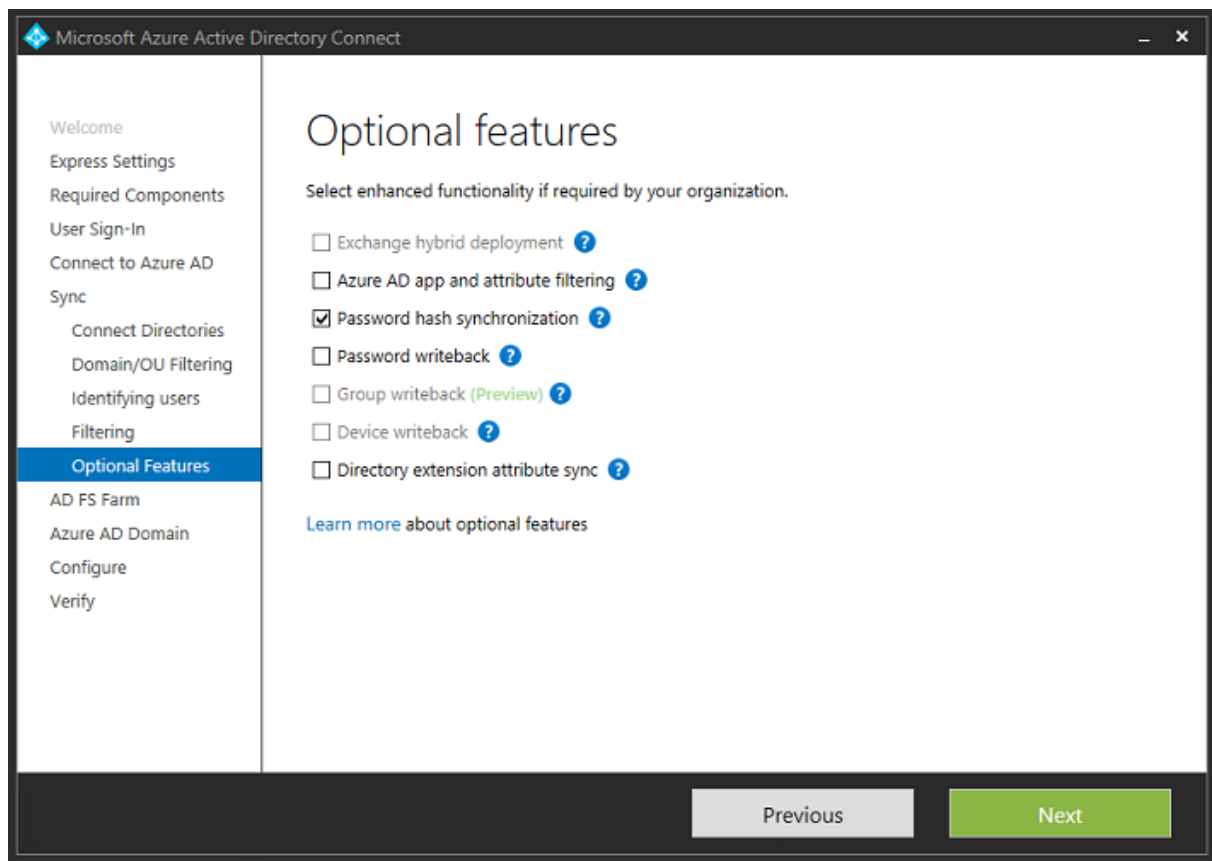 Microsoft Azure Active Directory Connect
Welcome
Express Settings
Required Components
User Sign-In
Connect to Azure AD
Sync
Connect Directories
Domain/OU Filtering
Identifying users
Filtering
Optional Features
AD FS Farm
Azure AD Domain
Configure
Verify
Optional features
Select enhanced functionality if required by your organization.
Exchange hybrid deployment ?
Azure AD app and attribute filtering ?
Password hash synchronization ?
Password writeback ?
Group writeback (Preview) ?
Device writeback ?
Directory extension attribute sync ?
Learn more about optional features
Previous
Next